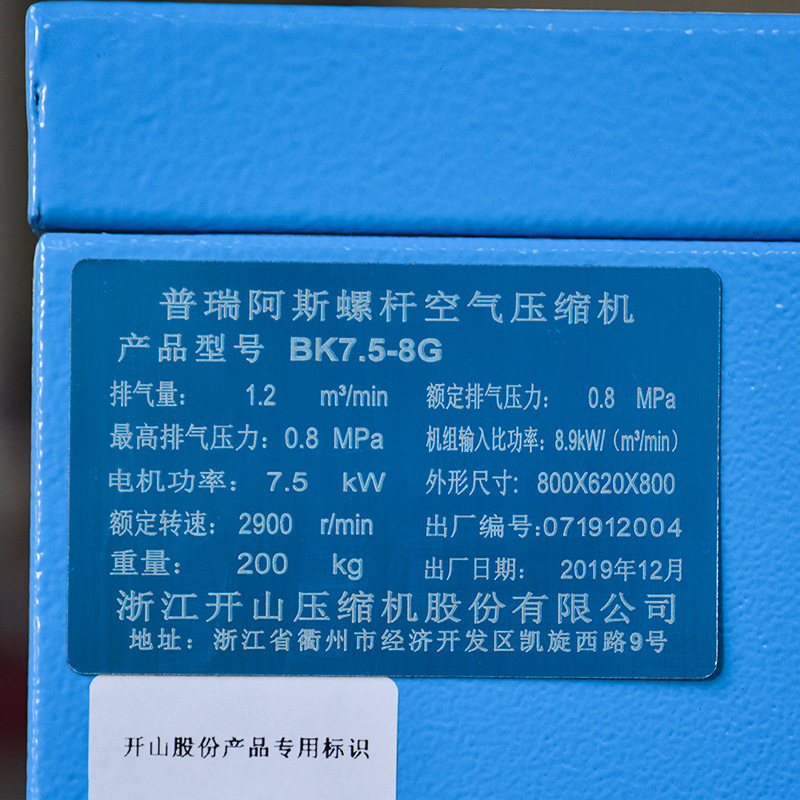 普瑞阿斯螺杆空气压缩机
产品型号 BK7.5-8G
排气量: 1.2 m³/min 额定排气压力: 0.8 MPa
最高排气压力: 0.8 MPa 机组输入比功率: 8.9kW/（m³/min）
电机功率: 7.5 kW 外形尺寸: 800X620X800
额定转速: 2900 r/min 出厂编号:071912004
重量: 200 kg 出厂日期: 2019年12月
浙江开山压缩机股份有限公司
地址: 浙江省衢州市经济开发区凯旋西路9号
开山股份产品专用标识